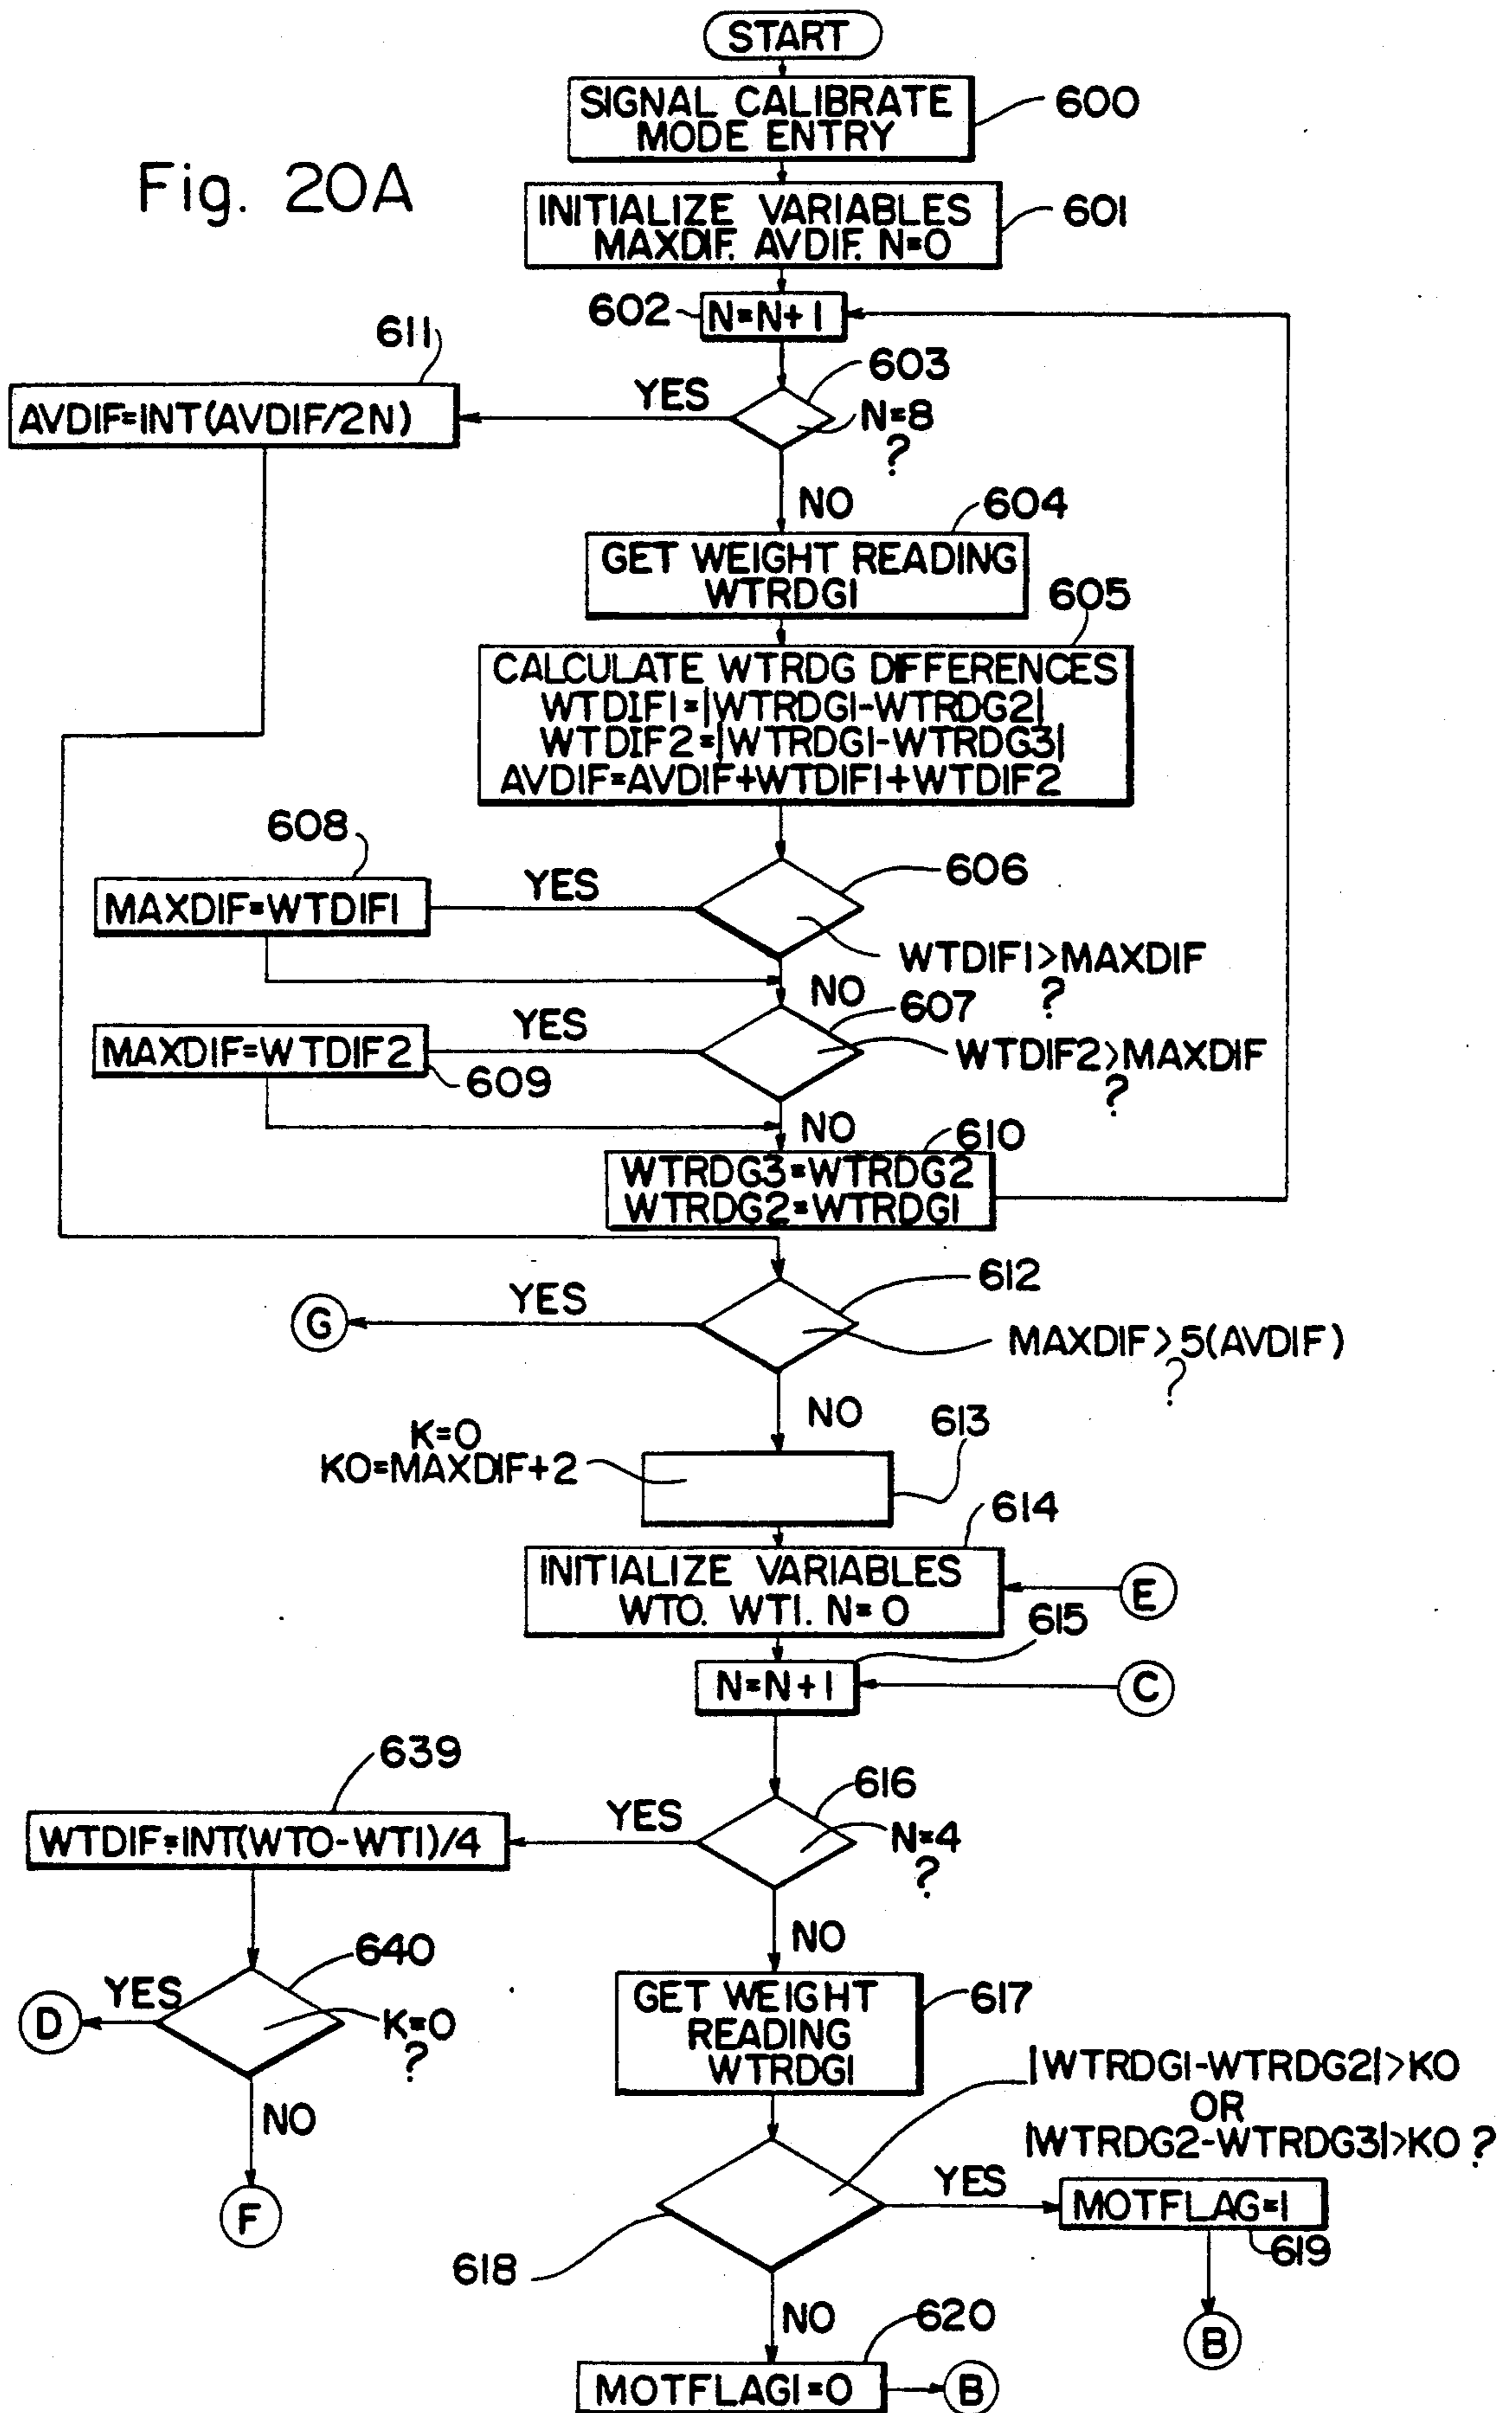 Fig. 20A
START
SIGNAL CALIBRATE
MODE ENTRY
600
INITIALIZE VARIABLES
MAXDIF. AVDIF. N=0
601
602
N=N+1
611
603
AVDIF=INT(AVDIF/2N)
YES
N=8
?
NO
604
GET WEIGHT READING
WTRDG1
605
CALCULATE WTRDG DIFFERENCES
WTDIF1=|WTRDG1-WTRDG2|
WTDIF2=|WTRDG1-WTRDG3|
AVDIF=AVDIF+WTDIF1+WTDIF2
608
606
MAXDIF=WTDIF1
YES
WTDIF1>MAXDIF
?
NO
607
MAXDIF=WTDIF2
YES
609
WTDIF2>MAXDIF
?
NO
610
WTRDG3=WTRDG2
WTRDG2=WTRDG1
612
G
YES
MAXDIF>5(AVDIF)
?
NO
K=0
KO=MAXDIF+2
613
614
INITIALIZE VARIABLES
WTO. WT1. N=0
E
615
N=N+1
C
639
616
WTDIF=INT(WTO-WT1)/4
YES
N=4
?
NO
640
D
YES
K=0
?
NO
F
GET WEIGHT
READING
WTRDG1
617
|WTRDG1-WTRDG2|>KO
OR
|WTRDG2-WTRDG3|>KO ?
618
YES
MOTFLAG=1
619
B
NO
620
MOTFLAG1=0
B